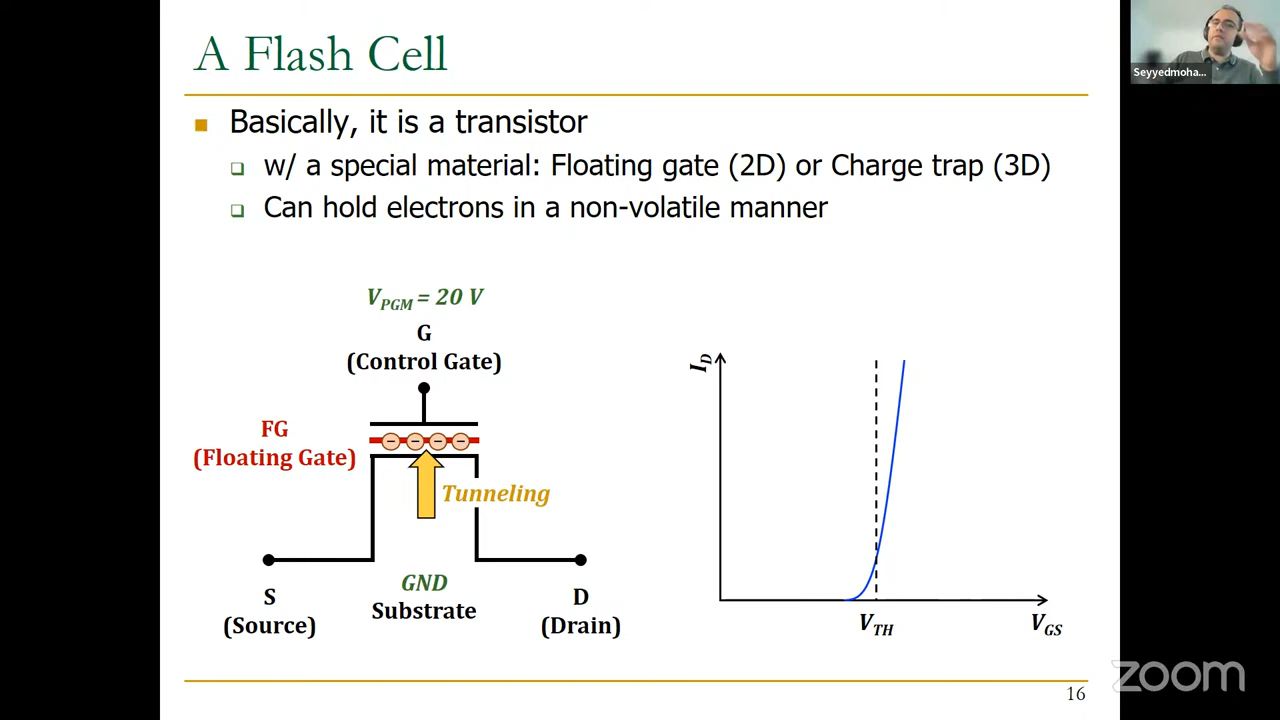 A Flash Cell
Seyyedmoha...
Basically, it is a transistor
w/ a special material: Floating gate (2D) or Charge trap (3D)
Can hold electrons in a non-volatile manner
V_PGM = 20 V
G
(Control Gate)
FG
(Floating Gate)
Tunneling
GND
Substrate
S
(Source)
D
(Drain)
I_D
V_TH
V_GS
zoom
16